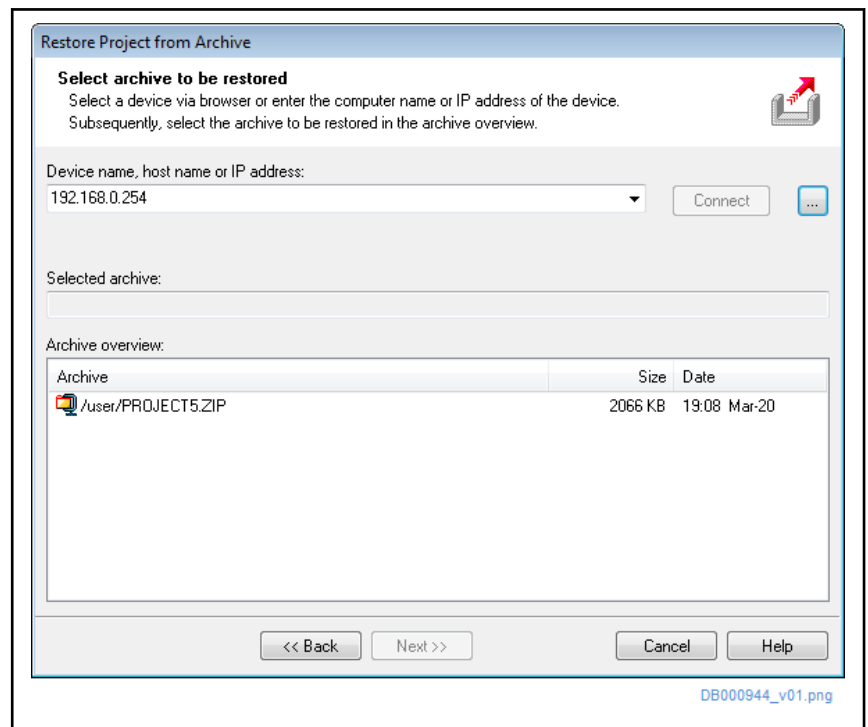 Restore Project from Archive
Select archive to be restored
Select a device via browser or enter the computer name or IP address of the device.
Subsequently, select the archive to be restored in the archive overview.
Device name, host name or IP address:
192.168.0.254
Connect ...
Selected archive:
Archive overview:
Archive Size Date
/user/PROJECT5.ZIP 2066 KB 19:08 Mar-20
<< Back Next >> Cancel Help
DB000944_v01.png